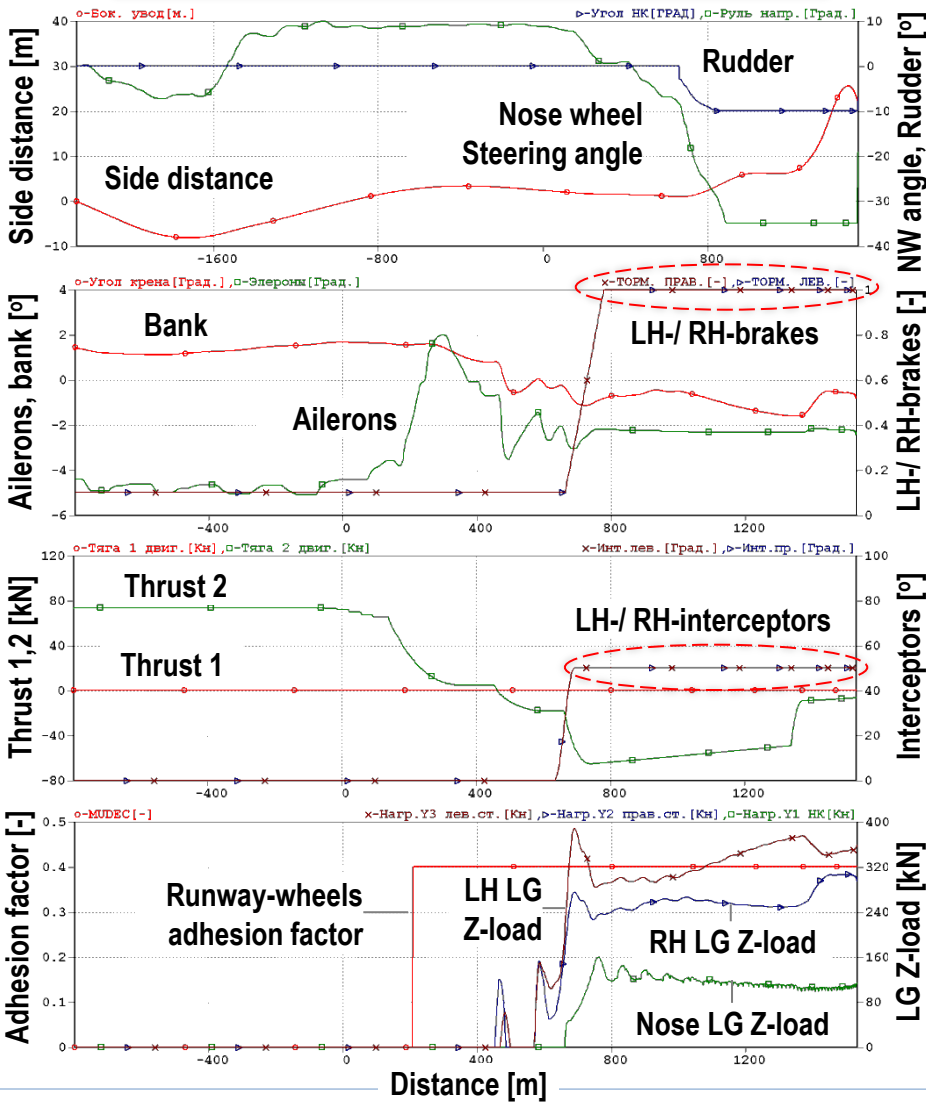 о-Бок. увод[м.]
▷-Угол НК[ГРАД],□-Руль напр.[Град.]
Side distance [m]
40
30
20
10
0
-10
Rudder
Nose wheel
Steering angle
Side distance
10
0
-10
-20
-30
-40
NW angle, Rudder [º]
-1600
-800
0
800
о-Угол крена[Град.],□-Элероны[Град.]
×-ТОРМ. ПРАВ.[-],▷-ТОРМ. ЛЕВ.[-]
Ailerons, bank [º]
4
2
0
-2
-4
-6
Bank
LH-/ RH-brakes
Ailerons
1
0.8
0.6
0.4
0.2
0
LH-/ RH-brakes [-]
-400
0
400
800
1200
о-Тяга 1 двиг.[Кн],□-Тяга 2 двиг.[Кн]
×-Инт.лев.[Град.],▷-Инт.пр.[Град.]
Thrust 1,2 [kN]
120
80
40
0
-40
-80
Thrust 2
LH-/ RH-interceptors
Thrust 1
100
80
60
40
20
0
Interceptors [º]
-400
0
400
800
1200
о-MUDEC[-]
×-Нагр.Y3 лев.ст.[Кн],▷-Нагр.Y2 прав.ст.[Кн],□-Нагр.Y1 НК[Кн]
Adhesion factor [-]
0.5
0.4
0.3
0.2
0.1
0
Runway-wheels
adhesion factor
LH LG
Z-load
RH LG Z-load
Nose LG Z-load
400
320
240
160
80
0
LG Z-load [kN]
-400
0
400
800
1200
Distance [m]